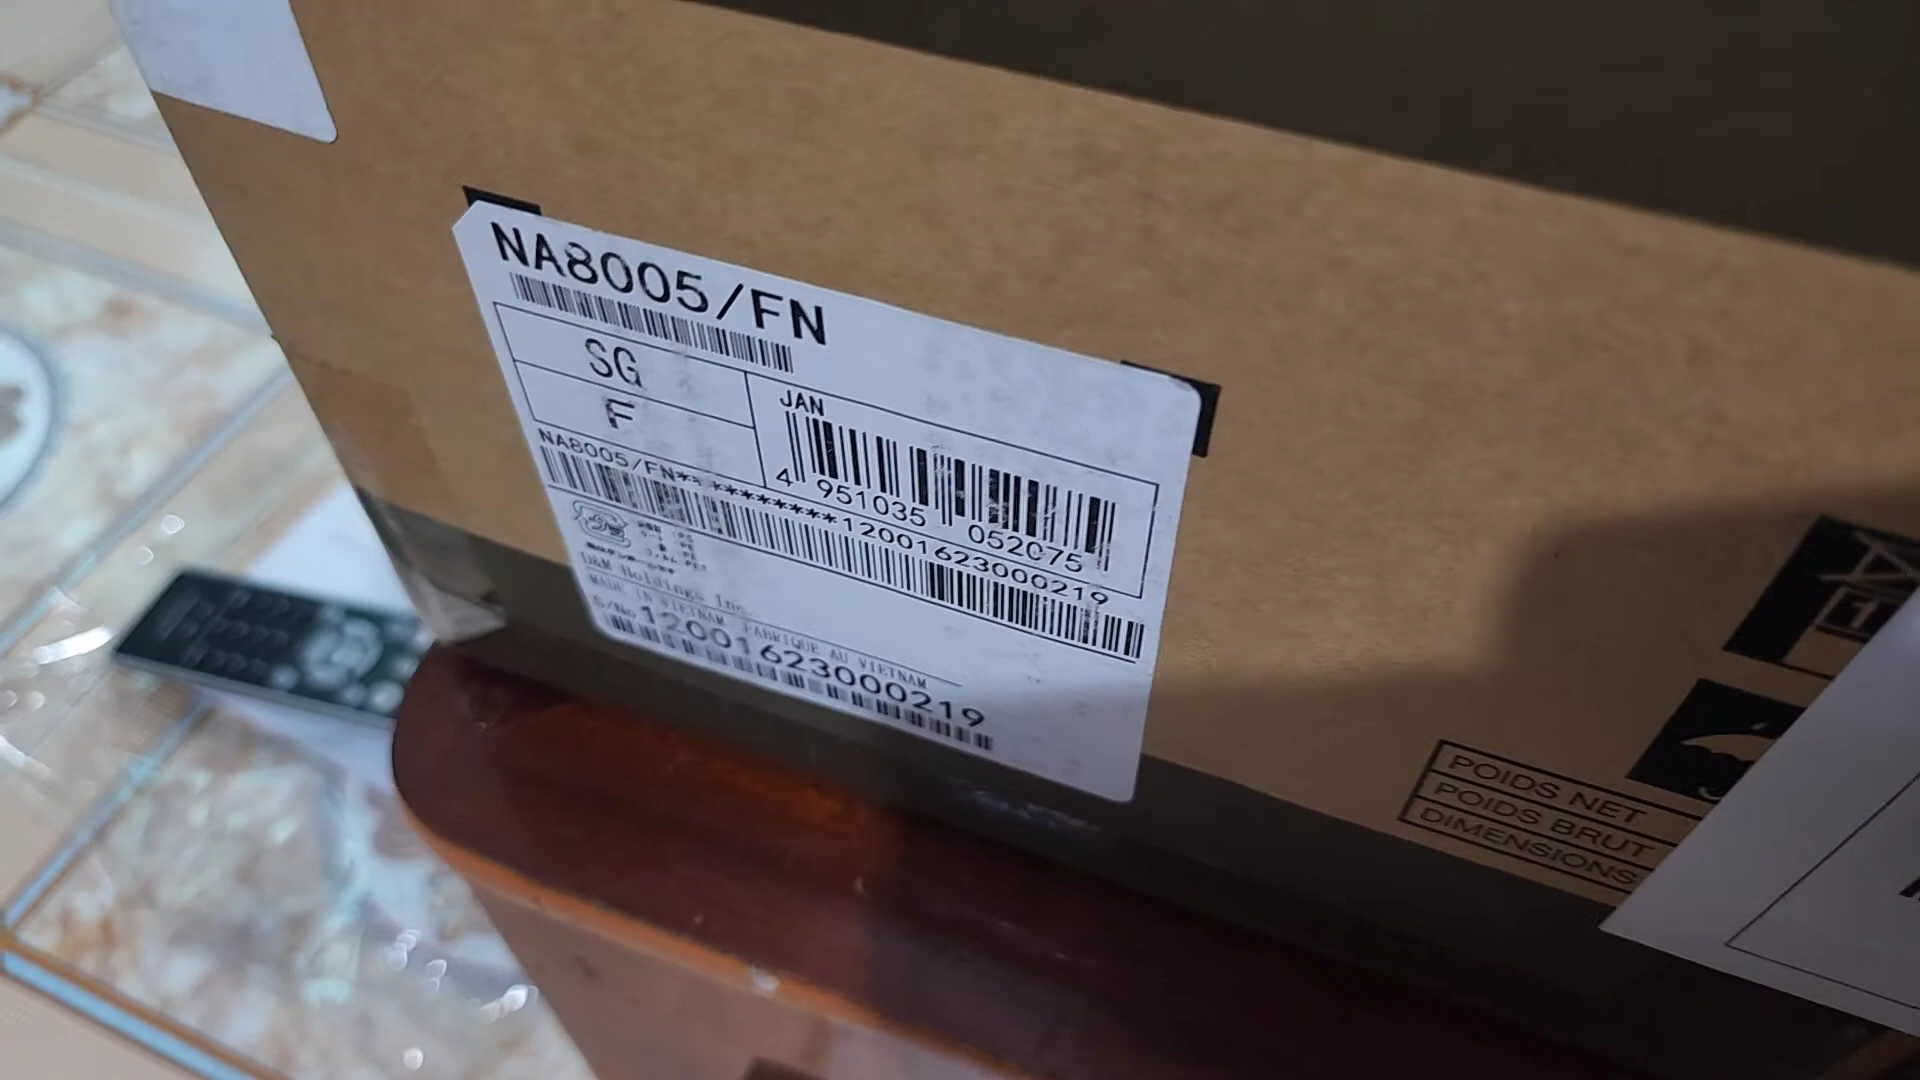 NA8005/FN
SG
F
JAN
4 951035 052075
NA8005/FN***********12001623000219
D&M Holdings Inc.
MADE IN VIETNAM FABRIQUE AU VIETNAM
S/No.12001623000219
POIDS NET
POIDS BRUT
DIMENSIONS
1